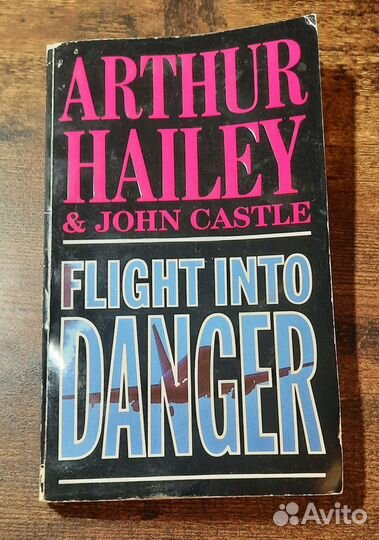 ARTHUR
HAILEY
& JOHN CASTLE
FLIGHT INTO
DANGER
Avito